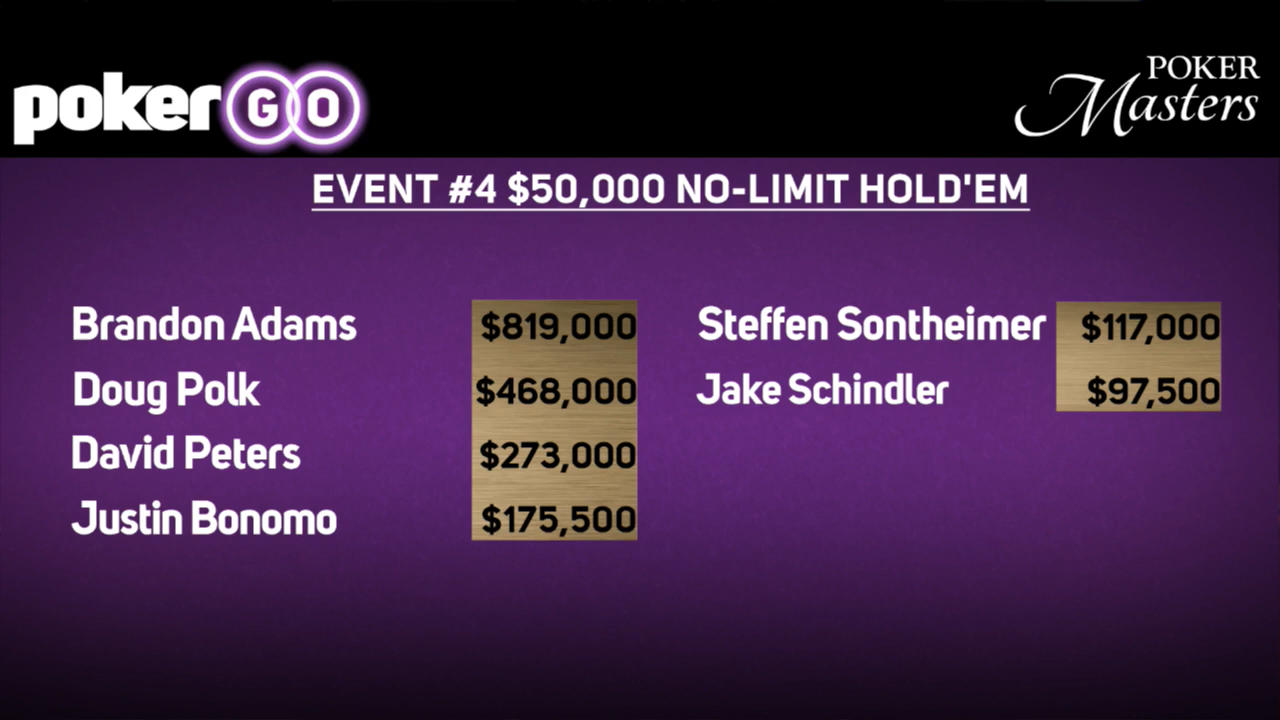 pokerGO
POKER
Masters
EVENT #4 $50,000 NO-LIMIT HOLD'EM
Brandon Adams $819,000
Doug Polk $468,000
David Peters $273,000
Justin Bonomo $175,500
Steffen Sontheimer $117,000
Jake Schindler $97,500